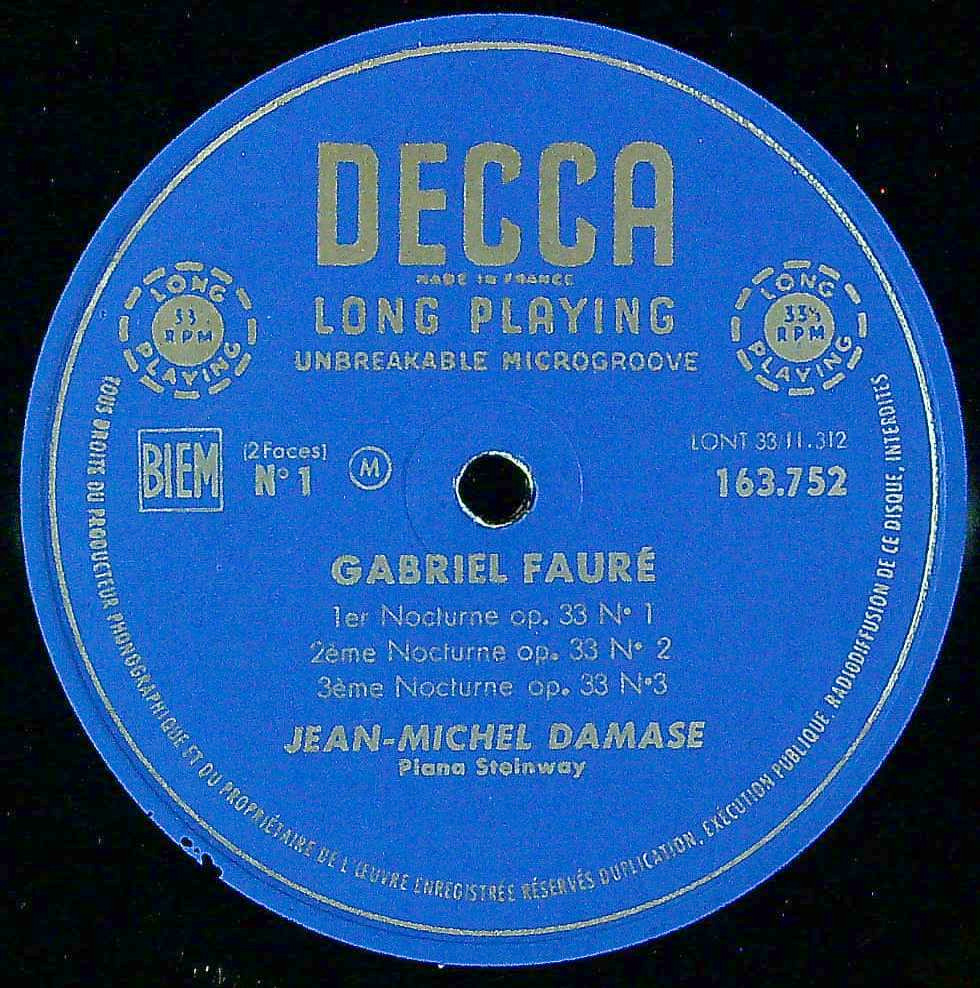 DECCA
MADE IN FRANCE
LONG PLAYING
UNBREAKABLE MICROGROOVE
LONG
33
RPM
PLAYING
LONG
33⅓
RPM
PLAYING
BIEM
(2 Faces)
N° 1
M
LONT 33 11.312
163.752
GABRIEL FAURÉ
1er Nocturne op. 33 N° 1
2ème Nocturne op. 33 N° 2
3ème Nocturne op. 33 N°3
JEAN-MICHEL DAMASE
Piana Steinway
TOUS DROITS DU PRODUCTEUR PHONOGRAPHIQUE ET DU PROPRIÉTAIRE DE L'ŒUVRE ENREGISTRÉE RÉSERVÉS DUPLICATION, EXÉCUTION PUBLIQUE, RADIODIFFUSION DE CE DISQUE, INTERDITES